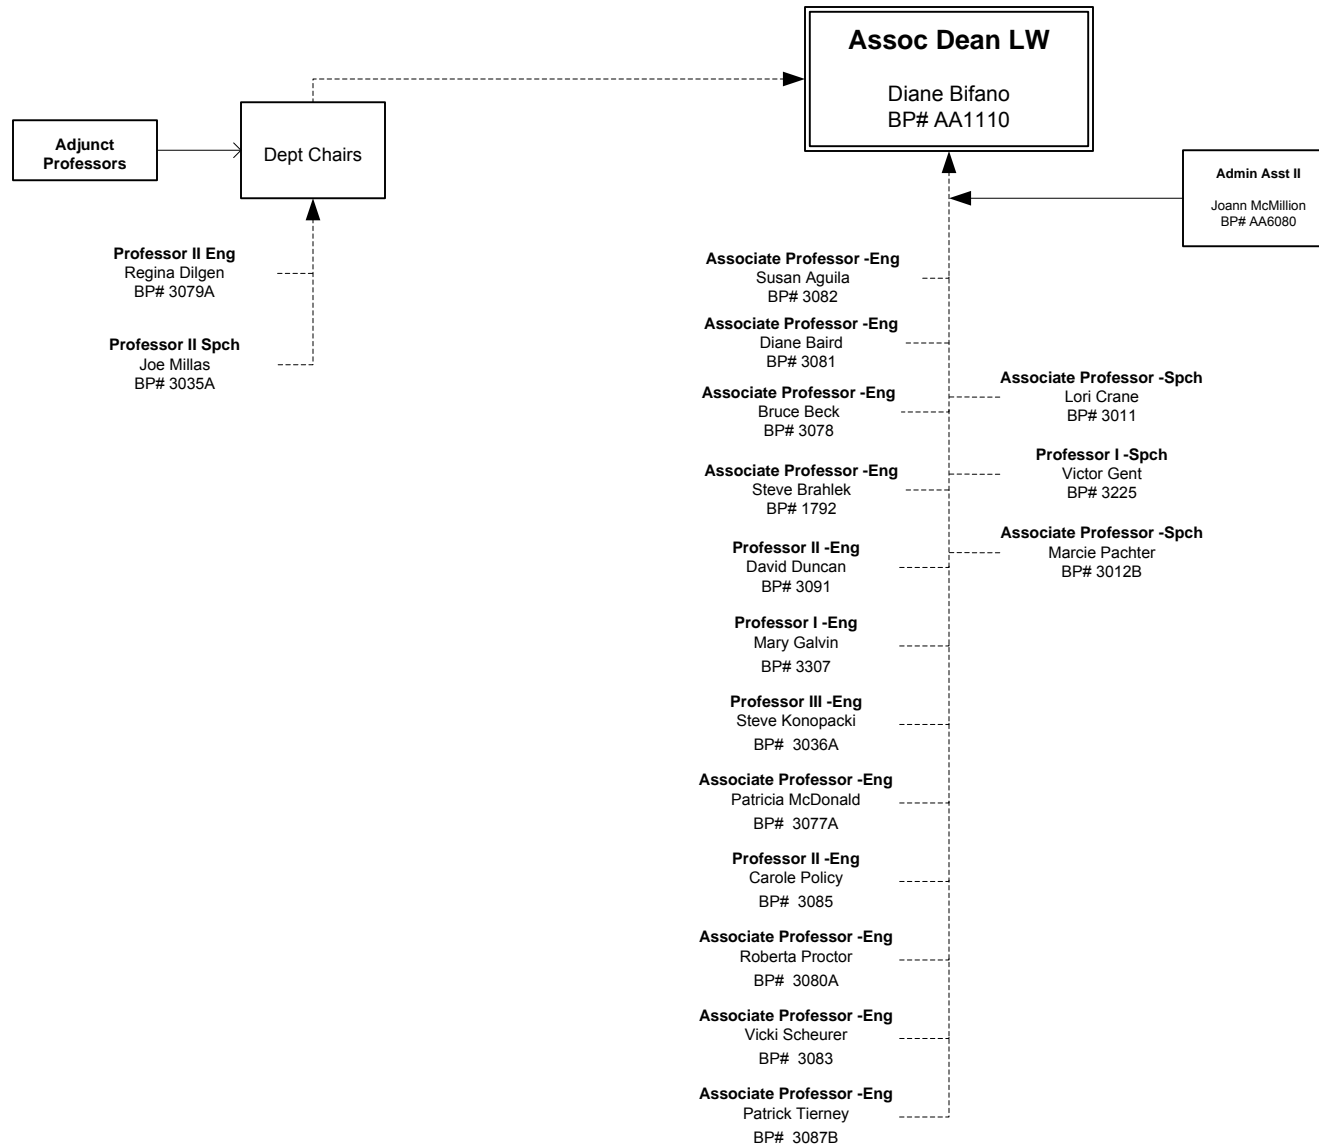 Assoc Dean LW
Diane Bifano
BP# AA1110
Adjunct
Professors
Dept Chairs
Admin Asst II
Joann McMillion
BP# AA6080
Professor II Eng
Regina Dilgen
BP# 3079A
Professor II Spch
Joe Millas
BP# 3035A
Associate Professor -Eng
Susan Aguila
BP# 3082
Associate Professor -Eng
Diane Baird
BP# 3081
Associate Professor -Eng
Bruce Beck
BP# 3078
Associate Professor -Eng
Steve Brahlek
BP# 1792
Professor II -Eng
David Duncan
BP# 3091
Professor I -Eng
Mary Galvin
BP# 3307
Professor III -Eng
Steve Konopacki
BP# 3036A
Associate Professor -Eng
Patricia McDonald
BP# 3077A
Professor II -Eng
Carole Policy
BP# 3085
Associate Professor -Eng
Roberta Proctor
BP# 3080A
Associate Professor -Eng
Vicki Scheurer
BP# 3083
Associate Professor -Eng
Patrick Tierney
BP# 3087B
Associate Professor -Spch
Lori Crane
BP# 3011
Professor I -Spch
Victor Gent
BP# 3225
Associate Professor -Spch
Marcie Pachter
BP# 3012B